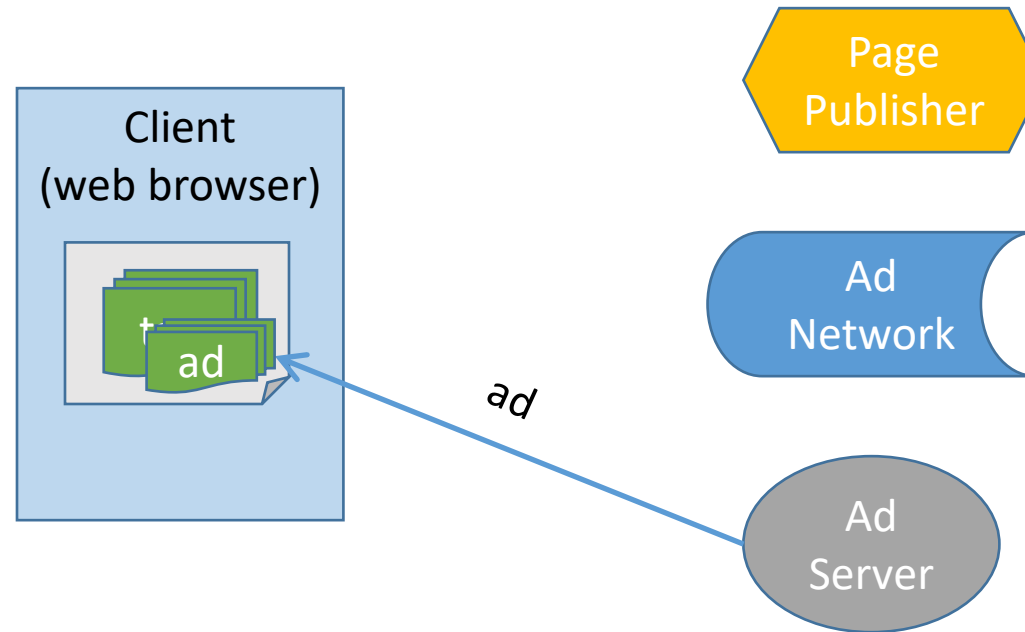 Client
(web browser)
ad
ad
Page
Publisher
Ad
Network
Ad
Server